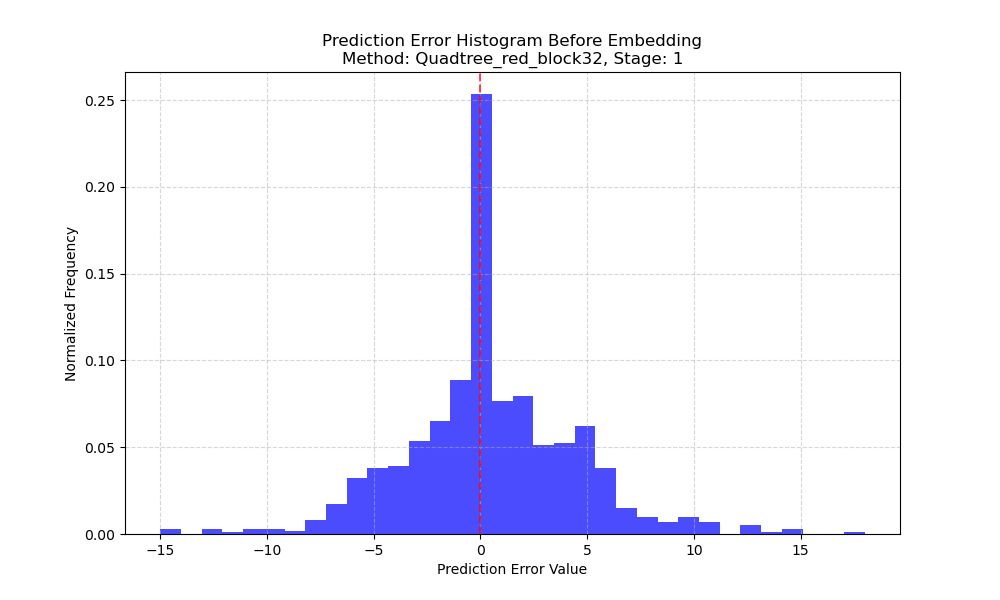 Prediction Error Histogram Before Embedding
Method: Quadtree_red_block32, Stage: 1
Normalized Frequency
0.25
0.20
0.15
0.10
0.05
0.00
−15 −10 −5 0 5 10 15
Prediction Error Value